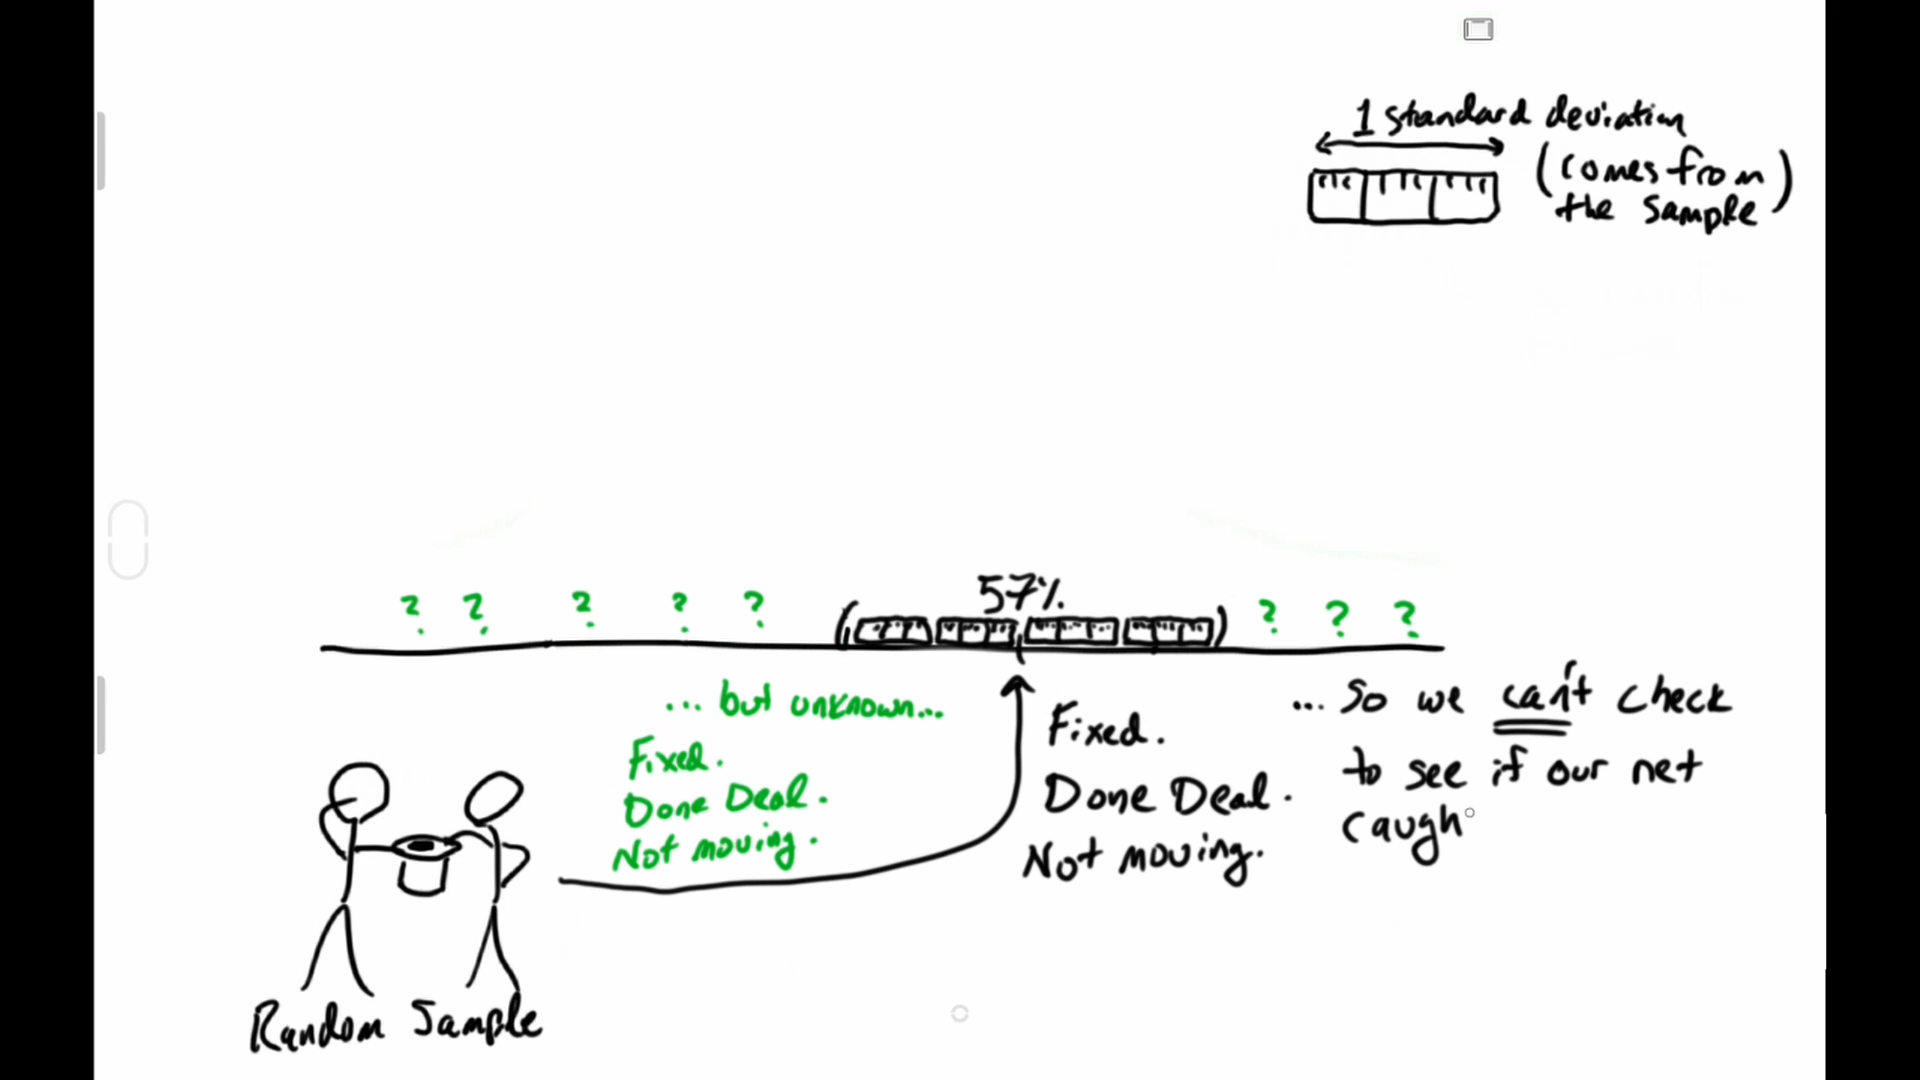 1 standard deviation
(comes from
the sample)
57%
? ? ? ? ? ( ) ? ? ?
... but unknown...
Fixed.
Done Deal.
Not moving.
Fixed.
Done Deal.
Not moving.
... So we can't check
to see if our net
caugh
Random Sample